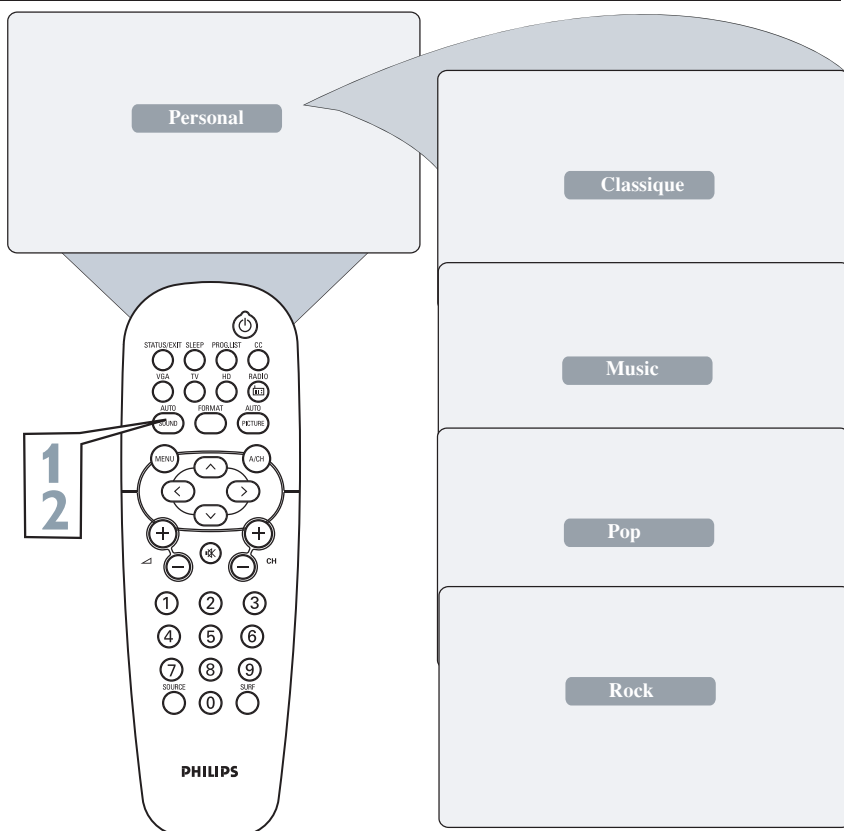 Personal
Classique
Music
Pop
Rock
STATUS/EXIT SLEEP PROG.LIST CC
VGA TV HD RADIO
AUTO FORMAT AUTO
SOUND PICTURE
MENU A/CH
1
2
CH
1 2 3
4 5 6
7 8 9
SOURCE 0 SURF
PHILIPS